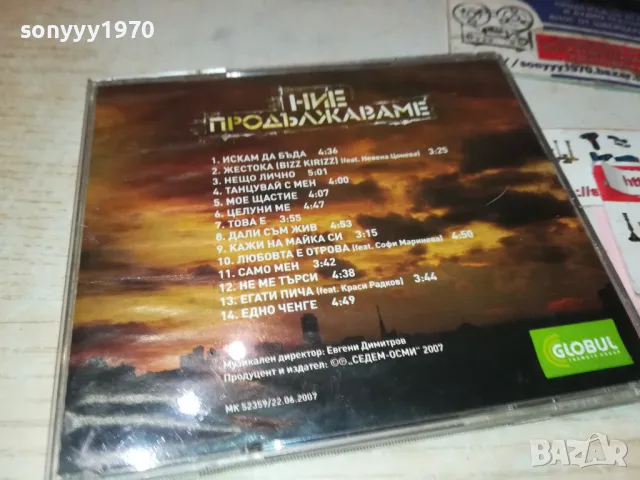 sonyyy1970
НИЕ
ПРОДЪЛЖАВАМЕ
1. ИСКАМ ДА БЪДА 4:36
2. ЖЕСТОКА (BIZZ KIRIZZ) (feat. Невена Цонева) 3:25
3. НЕЩО ЛИЧНО 5:01
4. ТАНЦУВАЙ С МЕН 4:00
5. МОЕ ЩАСТИЕ 4:07
6. ЦЕЛУНИ МЕ 4:47
7. ТОВА Е 3:55
8. ДАЛИ СЪМ ЖИВ 4:53
9. КАЖИ НА МАЙКА СИ 3:15
10. ЛЮБОВТА Е ОТРОВА (feat. Софи Маринова) 4:50
11. САМО МЕН 3:42
12. НЕ МЕ ТЪРСИ 4:38
13. ЕГАТИ ПИЧА (feat. Краси Радков) 3:44
14. ЕДНО ЧЕНГЕ 4:49
Музикален директор: Евгени Димитров
Продуцент и издател: ©℗ „СЕДЕМ-ОСМИ" 2007
МК 52359/22.06.2007
GLOBUL
COSMOTE GROUP
BAZAR.bg